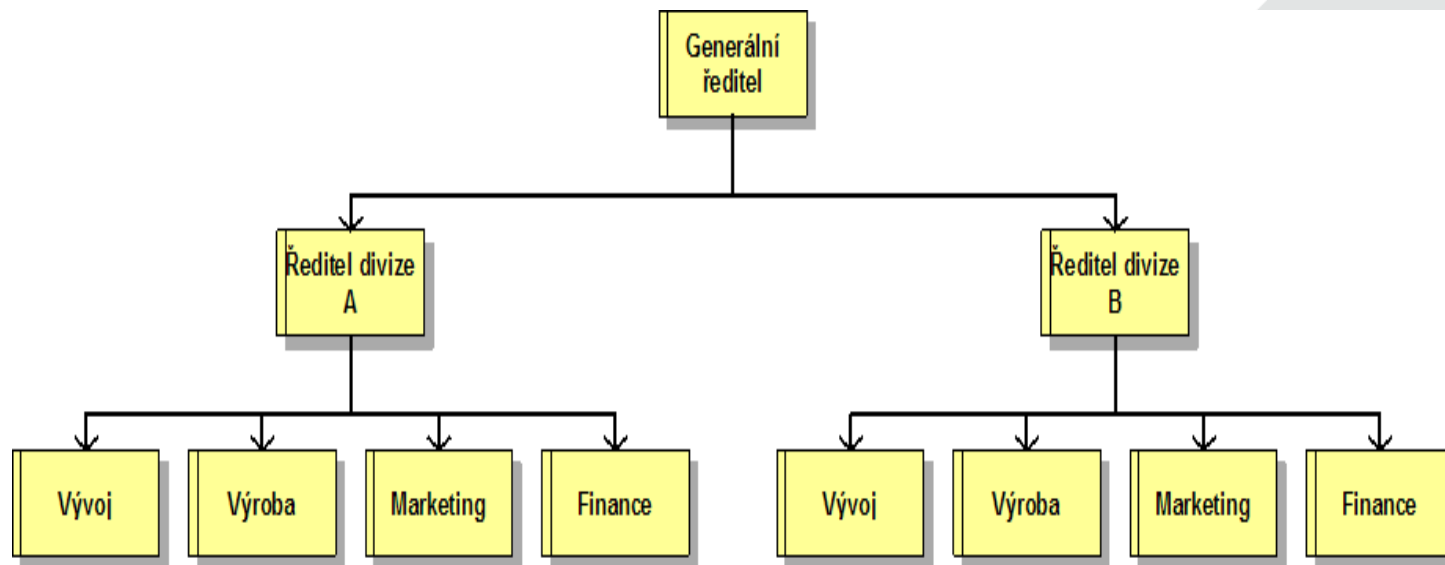 Generální
ředitel
Ředitel divize
A
Ředitel divize
B
Vývoj
Výroba
Marketing
Finance
Vývoj
Výroba
Marketing
Finance